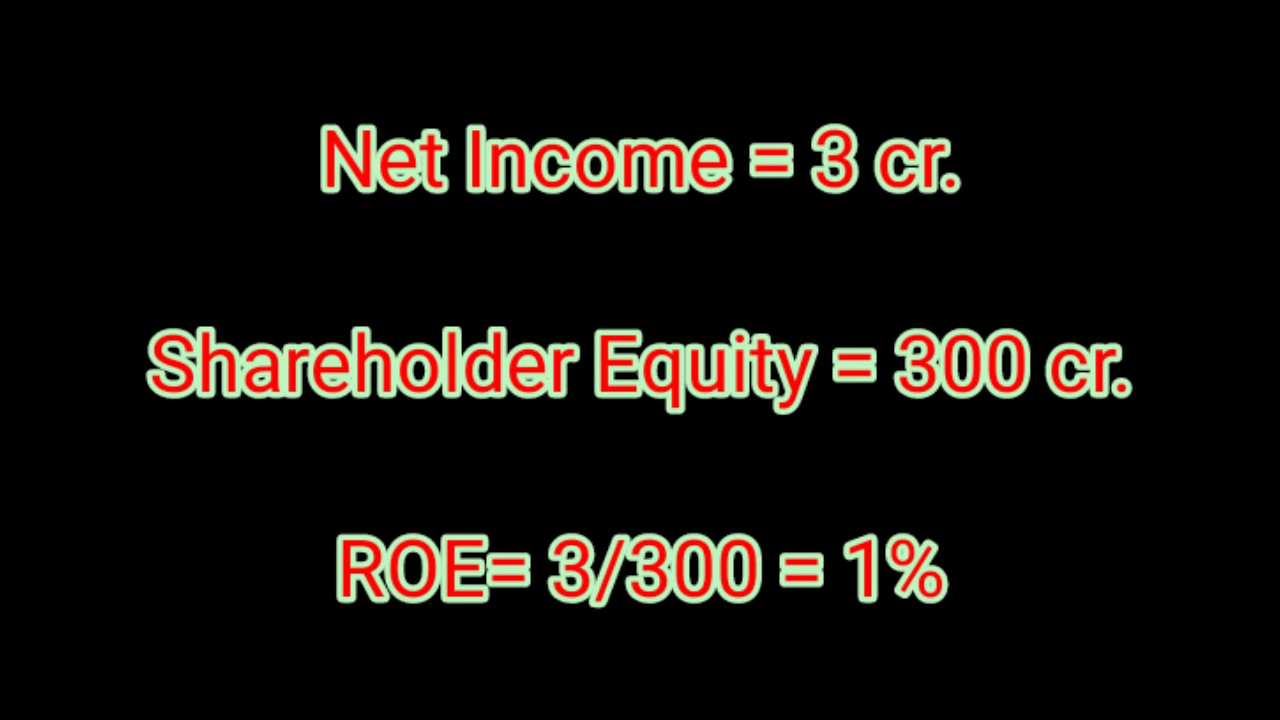 Net Income = 3 cr.
Shareholder Equity = 300 cr.
ROE= 3/300 = 1%